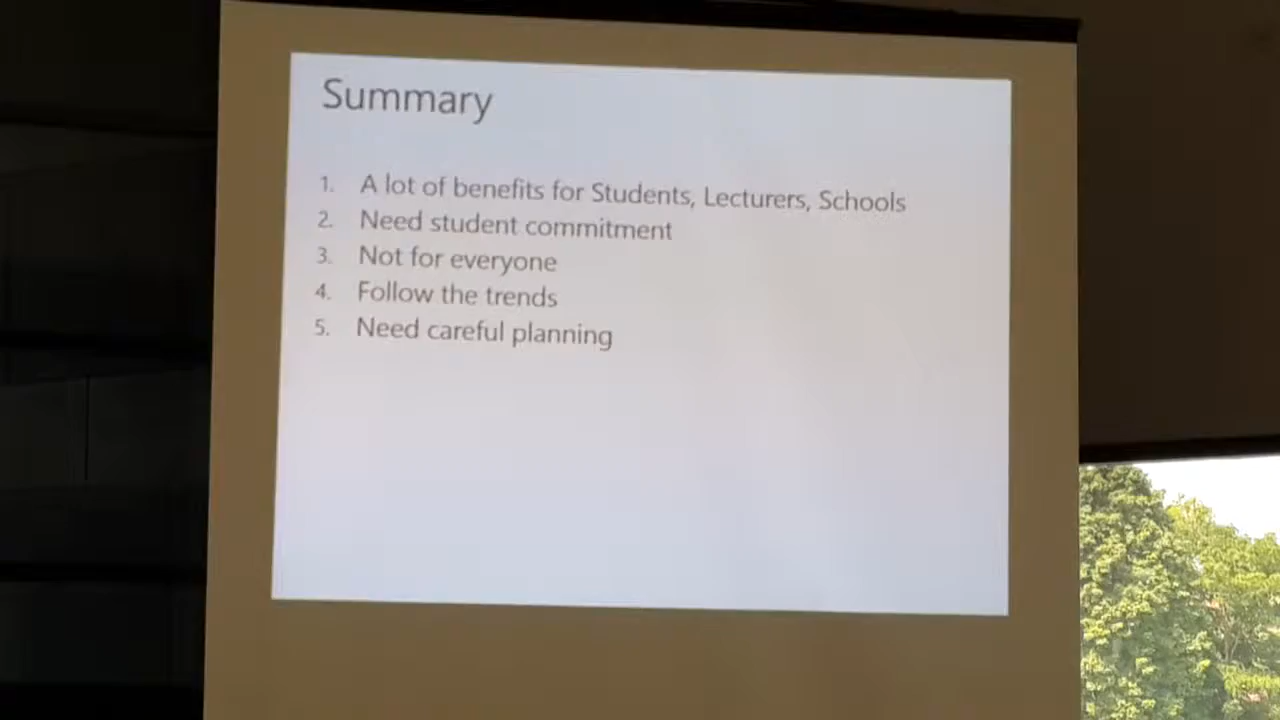 Summary
1. A lot of benefits for Students, Lecturers, Schools
2. Need student commitment
3. Not for everyone
4. Follow the trends
5. Need careful planning